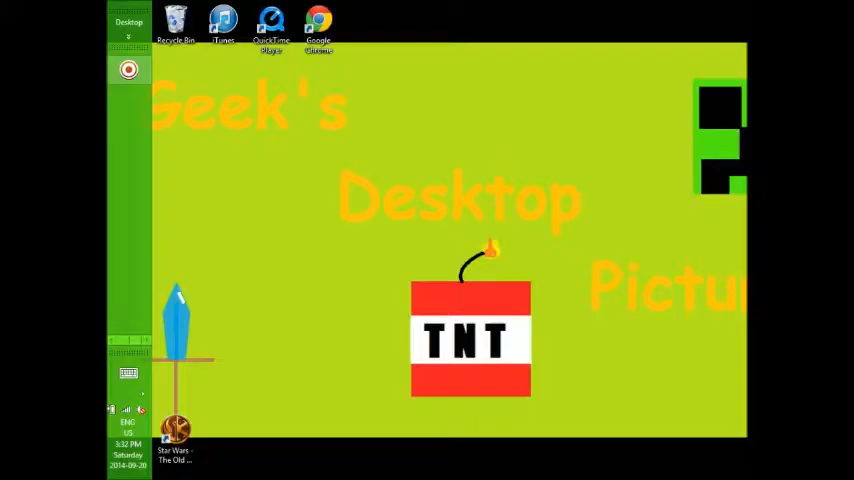 Desktop
Recycle Bin
iTunes
QuickTime
Player
Google
Chrome
Geek's
Desktop
Pictu
TNT
ENG
US
3:32 PM
Saturday
2014-09-20
Star Wars -
The Old ...